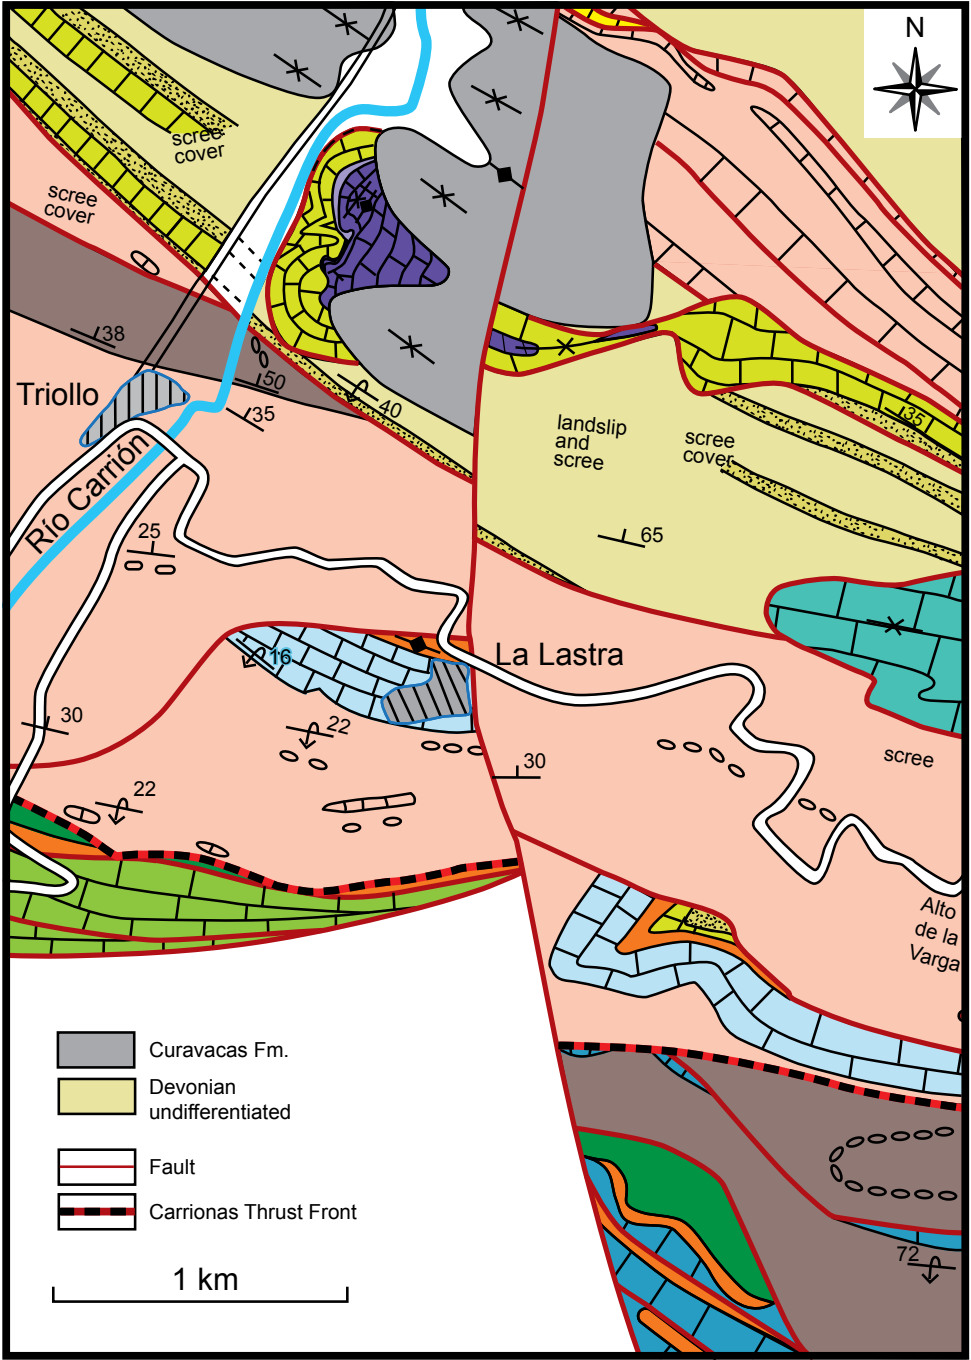 N
scree
cover
scree
cover
38
Triollo
50
40
35
35
landslip
and
scree
scree
cover
Río Carrión
25
65
La Lastra
16
30
22
30
scree
22
Alto
de la
Varga
Curavacas Fm.
Devonian
undifferentiated
Fault
Carrionas Thrust Front
72
1 km